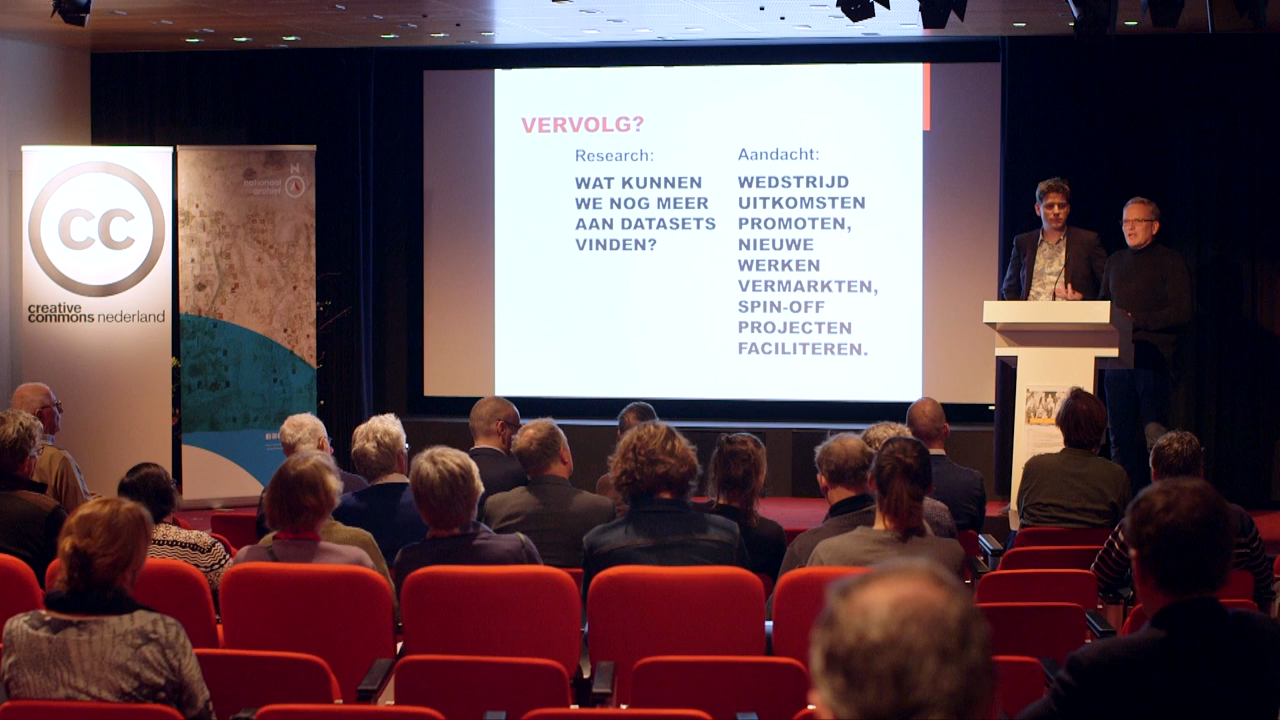 VERVOLG?
Research:
WAT KUNNEN
WE NOG MEER
AAN DATASETS
VINDEN?
Aandacht:
WEDSTRIJD
UITKOMSTEN
PROMOTEN,
NIEUWE
WERKEN
VERMARKTEN,
SPIN-OFF
PROJECTEN
FACILITEREN.
cc
creative
commons nederland
N
nationaal
archief